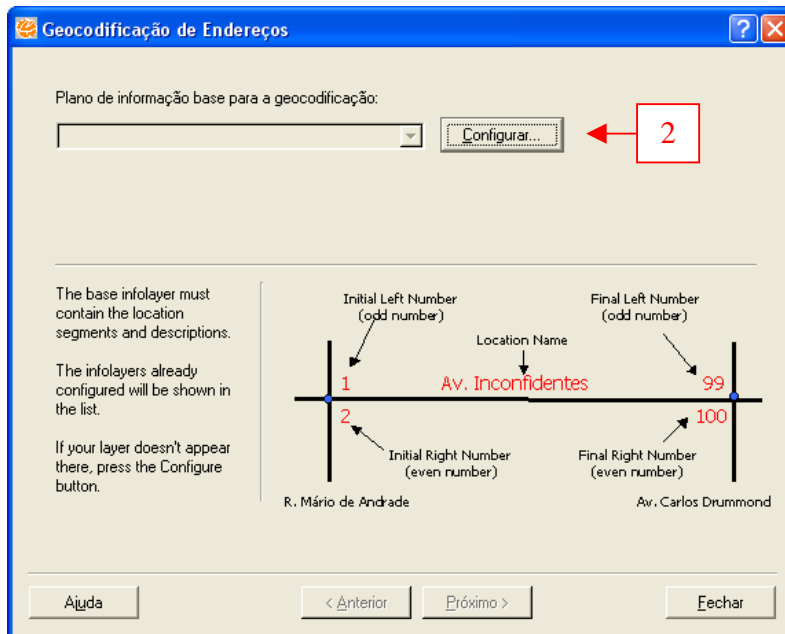 Geocodificação de Endereços
Plano de informação base para a geocodificação:
Configurar...
2
The base infolayer must
contain the location
segments and descriptions.
The infolayers already
configured will be shown in
the list.
If your layer doesn't appear
there, press the Configure
button.
Initial Left Number
(odd number)
Final Left Number
(odd number)
Location Name
1
Av. Inconfidentes
99
2
100
Initial Right Number
(even number)
Final Right Number
(even number)
R. Mário de Andrade
Av. Carlos Drummond
Ajuda
< Anterior
Próximo >
Fechar